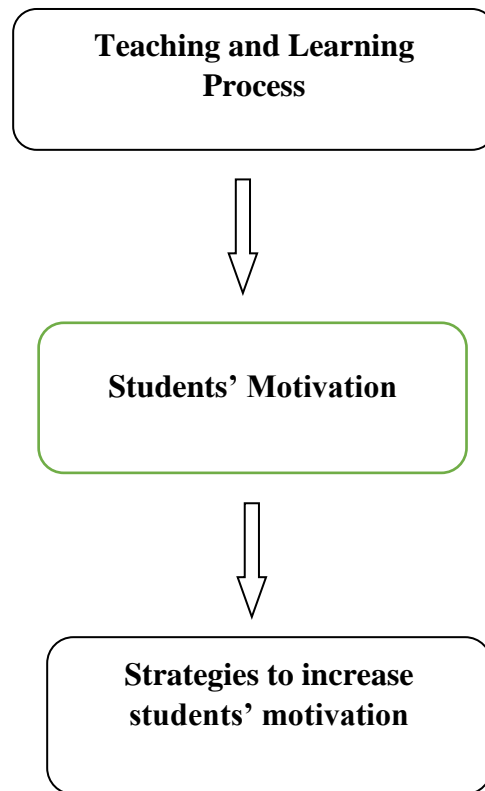 Teaching and Learning
Process
Students’ Motivation
Strategies to increase
students’ motivation